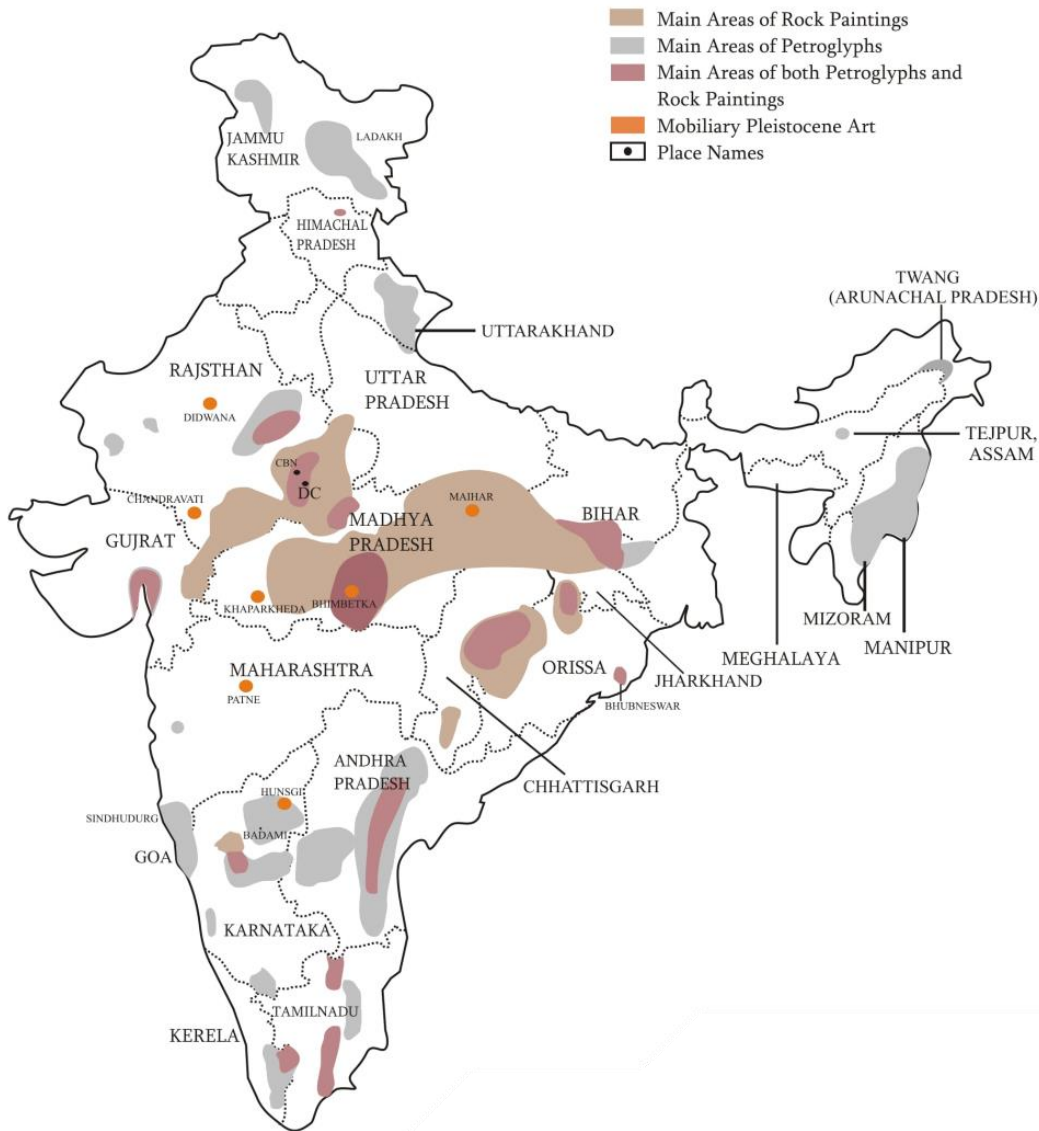 Main Areas of Rock Paintings
Main Areas of Petroglyphs
Main Areas of both Petroglyphs and
Rock Paintings
Mobiliary Pleistocene Art
Place Names
JAMMU
KASHMIR
LADAKH
HIMACHAL
PRADESH
TWANG
(ARUNACHAL PRADESH)
UTTARAKHAND
RAJSTHAN
DIDWANA
UTTAR
PRADESH
TEJPUR,
ASSAM
CBN
DC
CHANDRAVATI
MAIHAR
GUJRAT
MADHYA
PRADESH
BIHAR
KHAPARKHEDA
BHIMBETKA
MIZORAM
MANIPUR
MEGHALAYA
MAHARASHTRA
PATNE
ORISSA
JHARKHAND
BHUBNESWAR
ANDHRA
PRADESH
CHHATTISGARH
HUNSGI
SINDHUDURG
BADAMI
GOA
KARNATAKA
TAMILNADU
KERELA